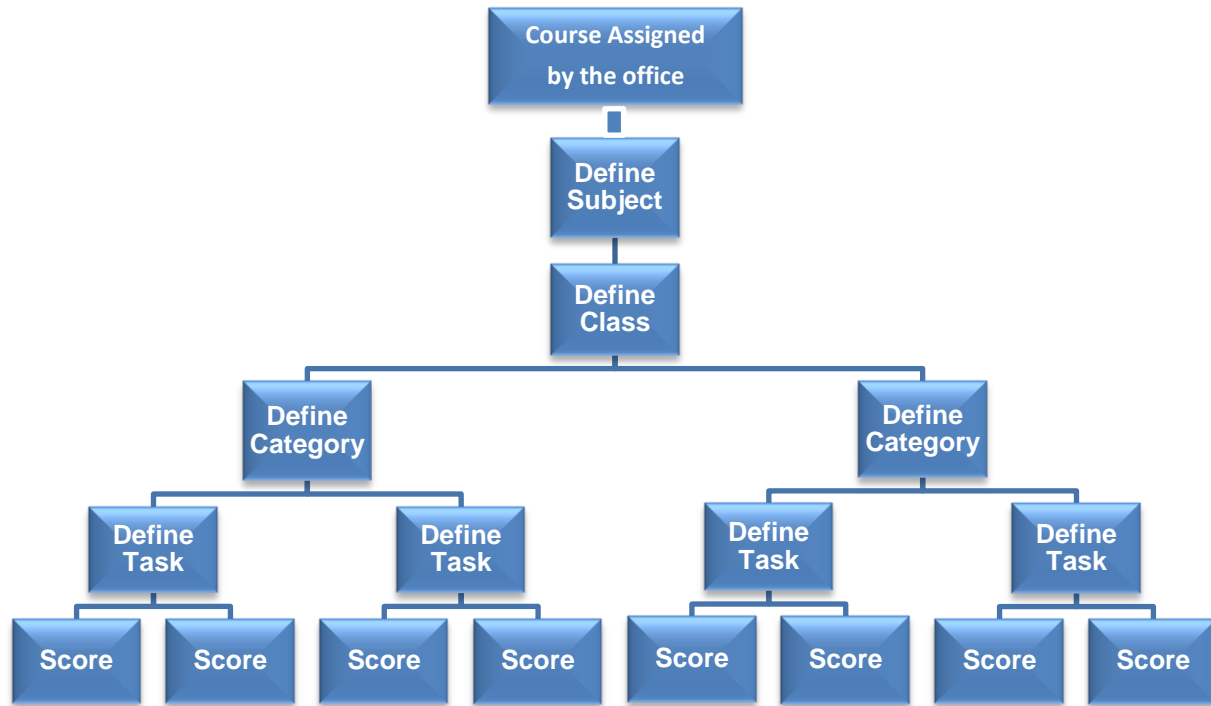 Course Assigned
by the office
Define
Subject
Define
Class
Define
Category
Define
Category
Define
Task
Define
Task
Define
Task
Define
Task
Score
Score
Score
Score
Score
Score
Score
Score